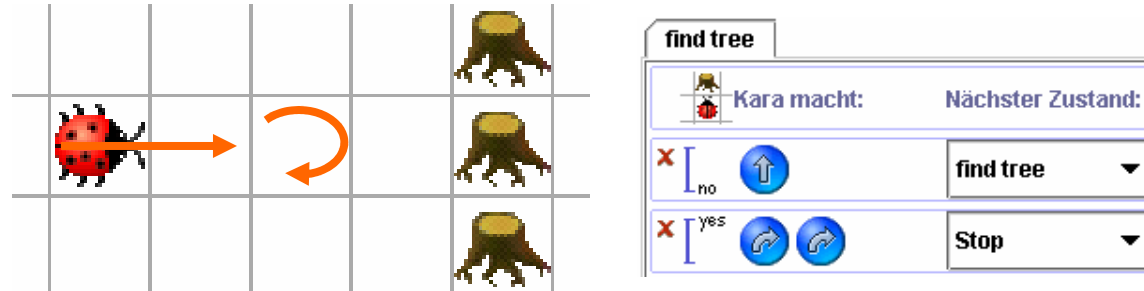 find tree
Kara macht: Nächster Zustand:
no find tree
yes Stop